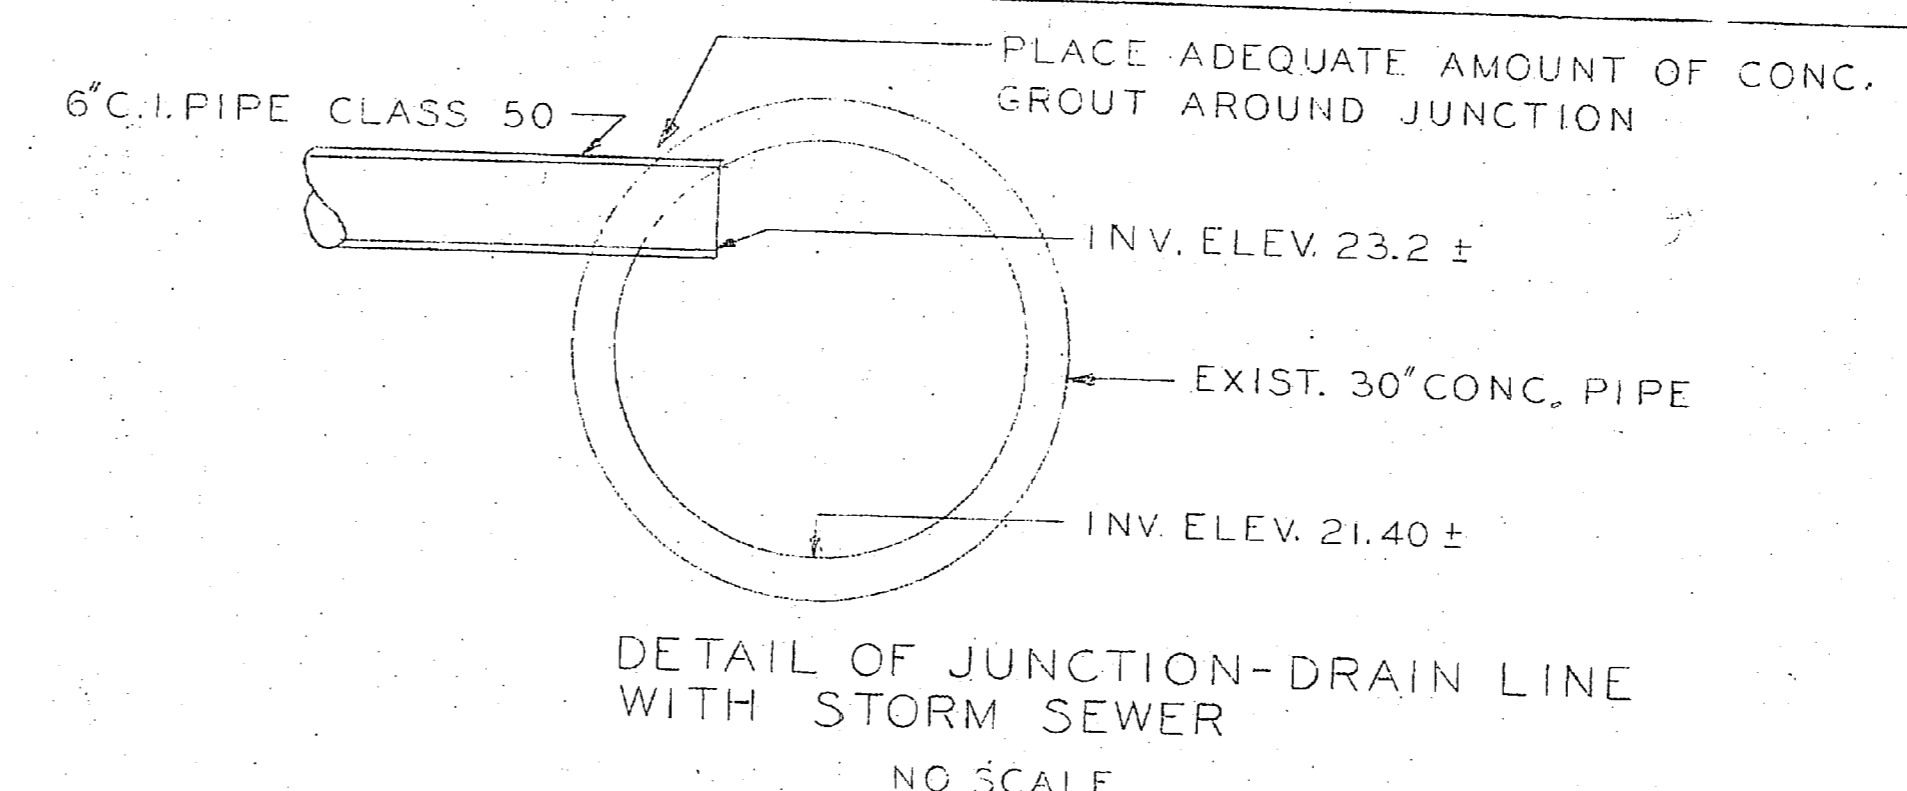 PLACE ADEQUATE AMOUNT OF CONC.
GROUT AROUND JUNCTION
6" C.I. PIPE CLASS 50
INV. ELEV. 23.2 ±
EXIST. 30" CONC. PIPE
INV. ELEV. 21.40 ±
DETAIL OF JUNCTION-DRAIN LINE
WITH STORM SEWER
NO SCALE